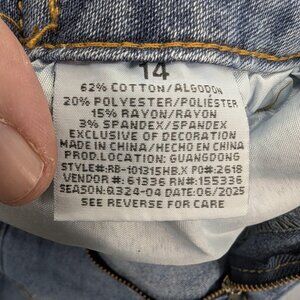 14
62% COTTON/ALGODON
20% POLYESTER/POLIÉSTER
15% RAYON/RAYON
3% SPANDEX/SPANDEX
EXCLUSIVE OF DECORATION
MADE IN CHINA/HECHO EN CHINA
PROD.LOCATION: GUANGDONG
STYLE#:RB-101315HB.X PO#:2618
VENDOR #: 61336 RN#:155336
SEASON:Q324-04 DATE:06/2025
SEE REVERSE FOR CARE